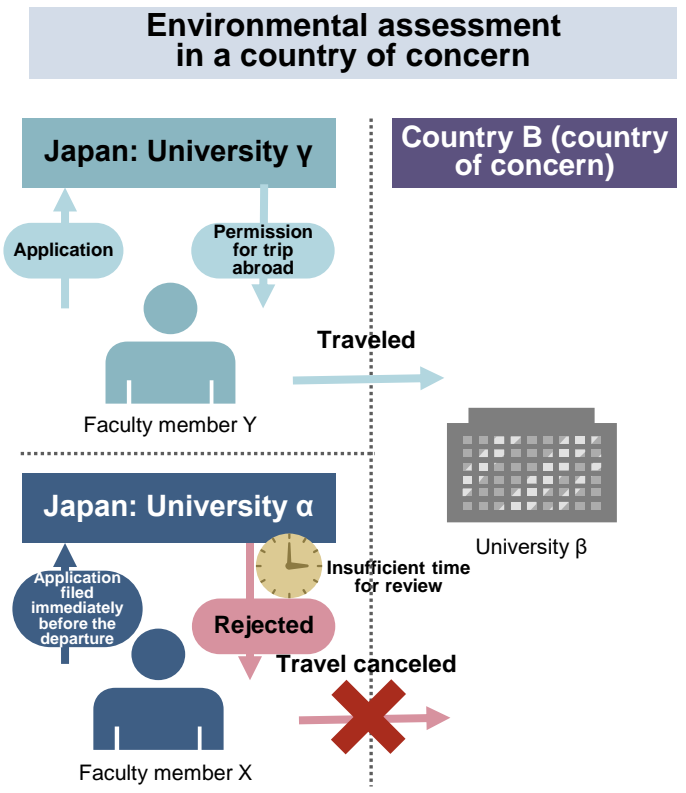 Environmental assessment
in a country of concern
Japan: University γ
Country B (country
of concern)
Application
Permission
for trip
abroad
Traveled
Faculty member Y
Japan: University α
University β
Application
filed
immediately
before the
departure
Insufficient time
for review
Rejected
Travel canceled
Faculty member X